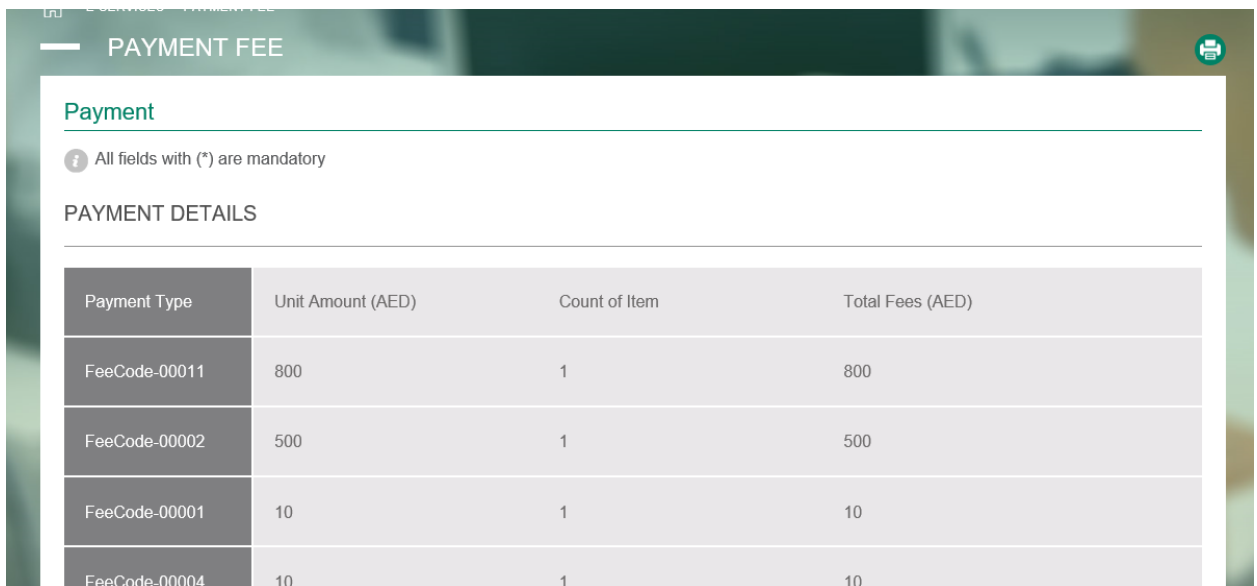 PAYMENT FEE
Payment
All fields with (*) are mandatory
PAYMENT DETAILS
Payment Type Unit Amount (AED) Count of Item Total Fees (AED)
FeeCode-00011 800 1 800
FeeCode-00002 500 1 500
FeeCode-00001 10 1 10
FeeCode-00004 10 1 10